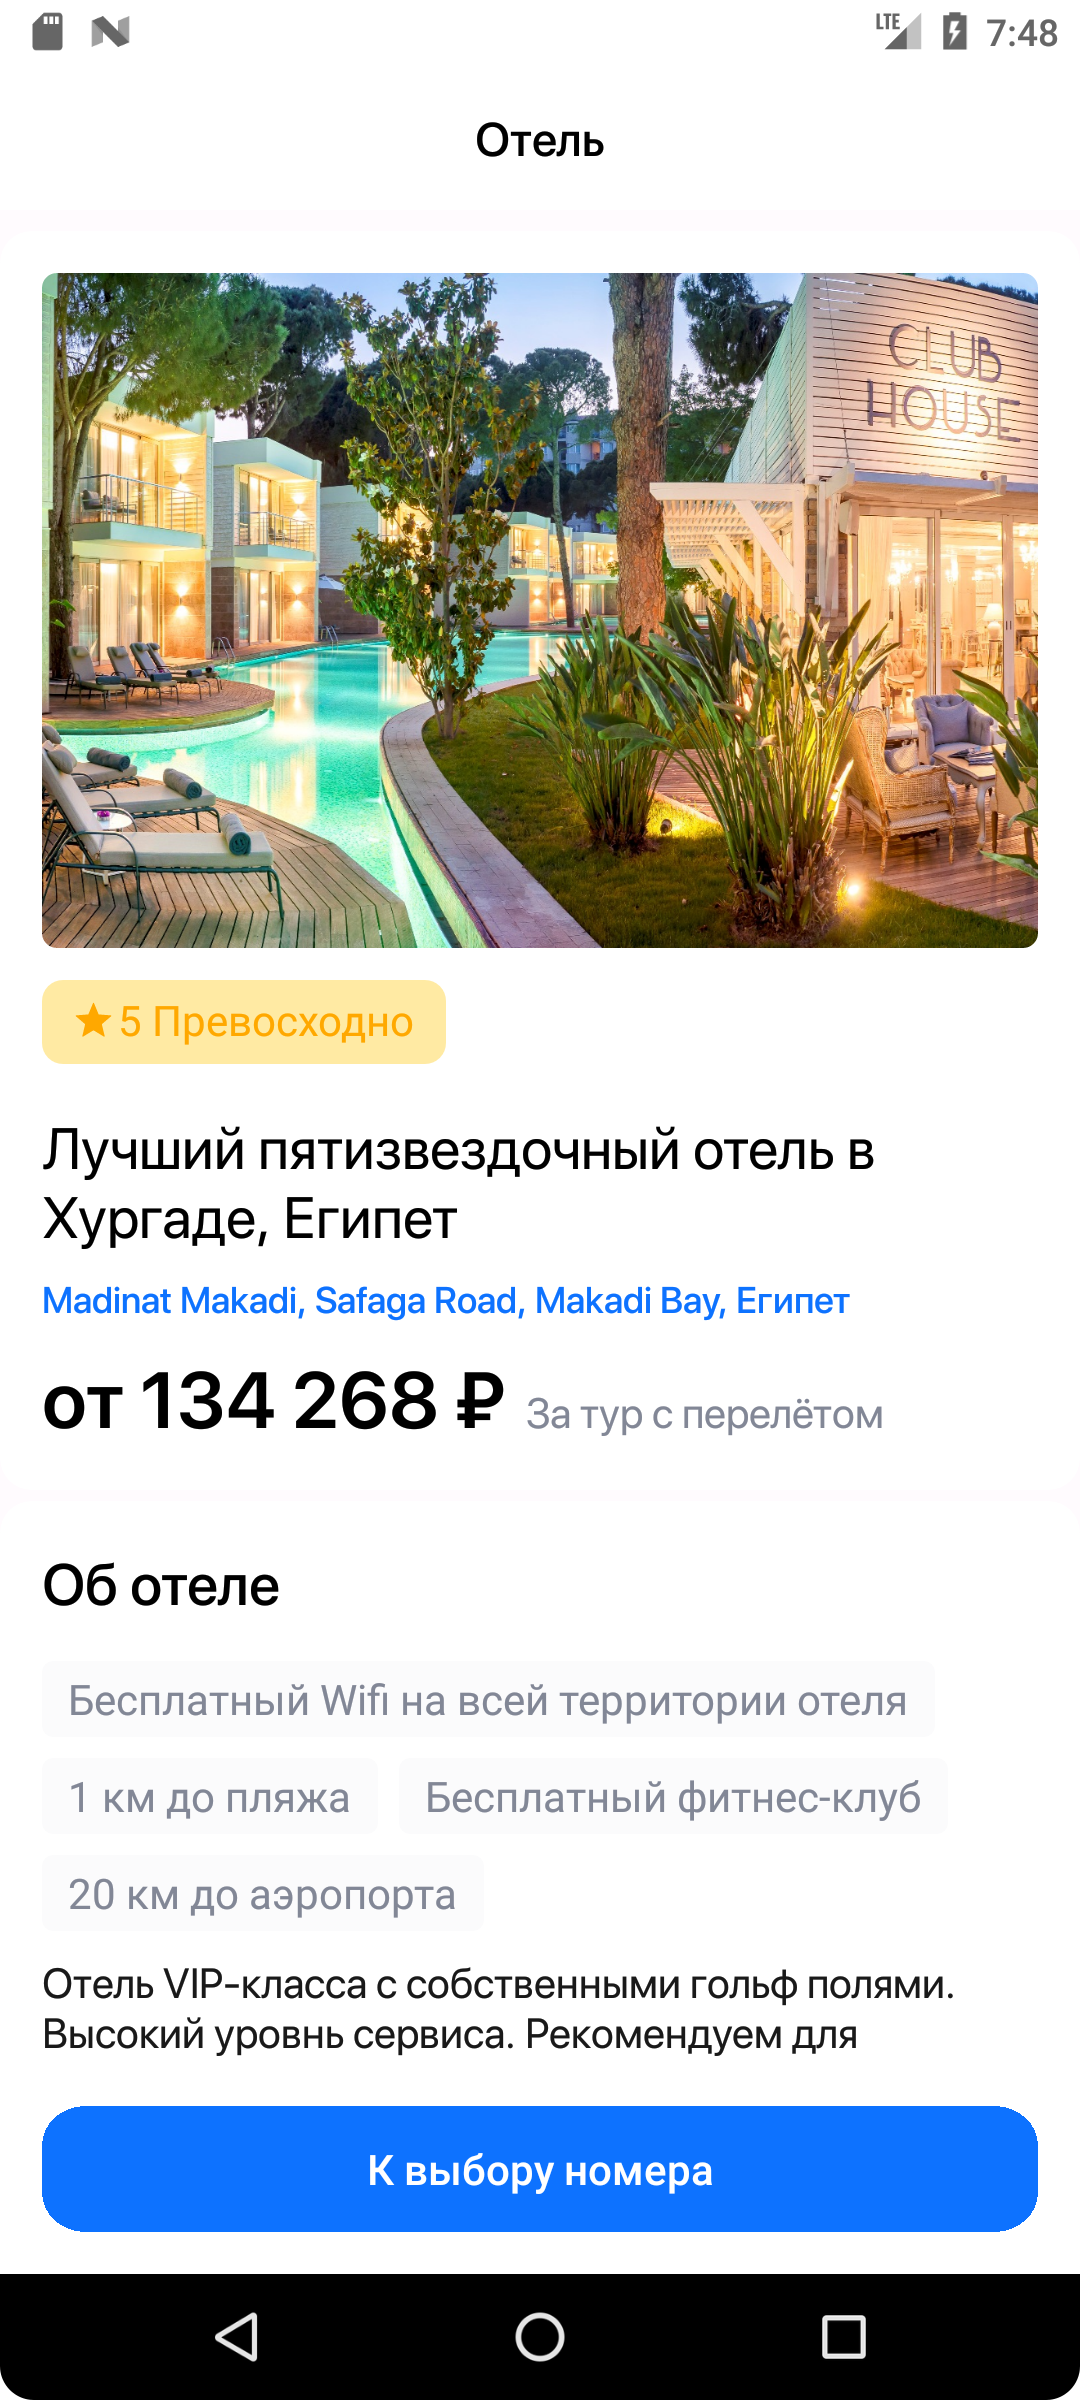 LTE 7:48
Отель
CLUB
HOUSE
5 Превосходно
Лучший пятизвездочный отель в
Хургаде, Египет
Madinat Makadi, Safaga Road, Makadi Bay, Египет
от 134 268 ₽ За тур с перелётом
Об отеле
Бесплатный Wifi на всей территории отеля
1 км до пляжа Бесплатный фитнес-клуб
20 км до аэропорта
Отель VIP-класса с собственными гольф полями.
Высокий уровнь сервиса. Рекомендуем для
К выбору номера